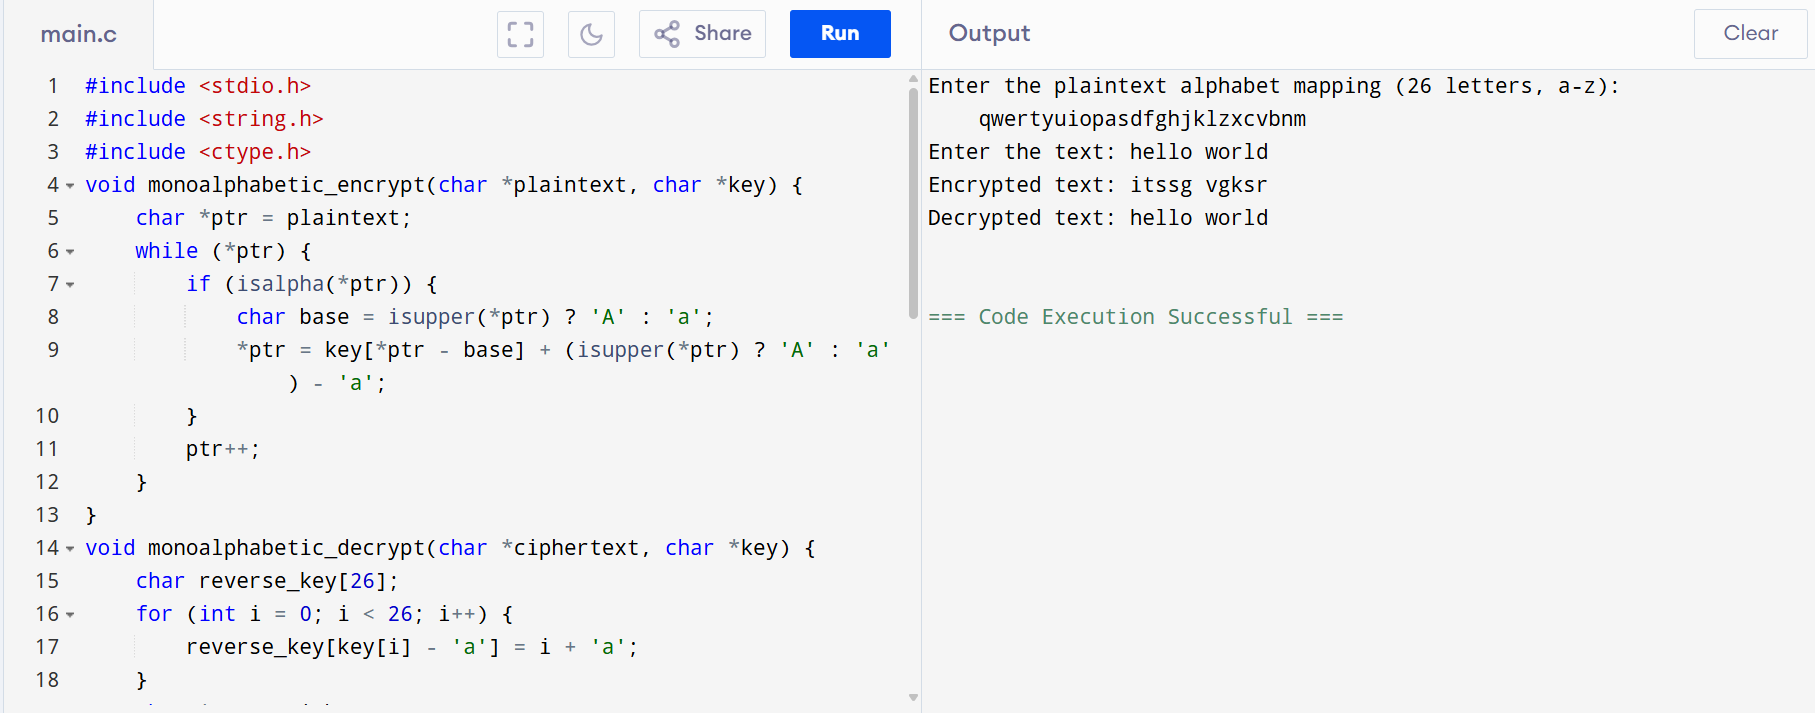 main.c
Share
Run
Output
Clear
1 #include <stdio.h>
2 #include <string.h>
3 #include <ctype.h>
4 void monoalphabetic_encrypt(char *plaintext, char *key) {
5     char *ptr = plaintext;
6     while (*ptr) {
7         if (isalpha(*ptr)) {
8             char base = isupper(*ptr) ? 'A' : 'a';
9             *ptr = key[*ptr - base] + (isupper(*ptr) ? 'A' : 'a'
                ) - 'a';
10         }
11         ptr++;
12     }
13 }
14 void monoalphabetic_decrypt(char *ciphertext, char *key) {
15     char reverse_key[26];
16     for (int i = 0; i < 26; i++) {
17         reverse_key[key[i] - 'a'] = i + 'a';
18     }
Enter the plaintext alphabet mapping (26 letters, a-z):
    qwertyuiopasdfghjklzxcvbnm
Enter the text: hello world
Encrypted text: itssg vgksr
Decrypted text: hello world
=== Code Execution Successful ===